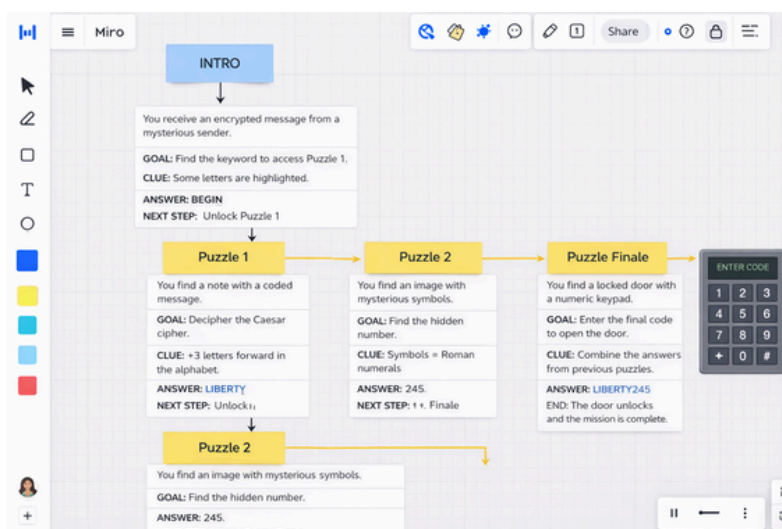 Miro
1
Share
?
INTRO
You receive an encrypted message from a
mysterious sender.
GOAL: Find the keyword to access Puzzle 1.
CLUE: Some letters are highlighted.
ANSWER: BEGIN
NEXT STEP: Unlock Puzzle 1
Puzzle 1
You find a note with a coded
message.
GOAL: Decipher the Caesar
cipher.
CLUE: +3 letters forward in
the alphabet.
ANSWER: LIBERTY
NEXT STEP: Unlock
Puzzle 2
You find an image with
mysterious symbols.
GOAL: Find the hidden
number.
CLUE: Symbols = Roman
numerals
ANSWER: 245.
NEXT STEP: Finale
Puzzle Finale
You find a locked door with
a numeric keypad.
GOAL: Enter the final code
to open the door.
CLUE: Combine the answers
from previous puzzles.
ANSWER: LIBERTY245
END: The door unlocks
and the mission is complete.
ENTER CODE
1 2 3
4 5 6
7 8 9
+ 0 #
Puzzle 2
You find an image with mysterious symbols.
GOAL: Find the hidden number.
ANSWER: 245.
T